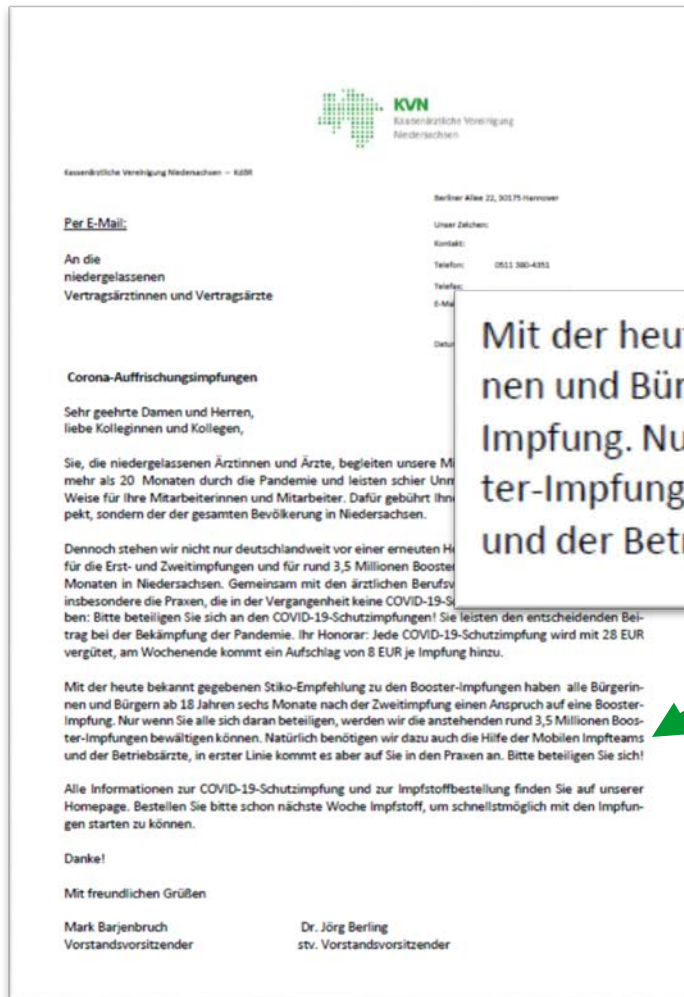 KVN
Kassenärztliche Vereinigung
Niedersachsen
Kassenärztliche Vereinigung Niedersachsen – KdöR
Berliner Allee 22, 30175 Hannover
Per E-Mail:
Unser Zeichen:
Kontakt:
An die
niedergelassenen
Vertragsärztinnen und Vertragsärzte
Telefon: 0511 380-4351
Telefax:
E-Ma
Datu
Corona-Auffrischungsimpfungen
Sehr geehrte Damen und Herren,
liebe Kolleginnen und Kollegen,
Sie, die niedergelassenen Ärztinnen und Ärzte, begleiten unsere Mi
mehr als 20 Monaten durch die Pandemie und leisten schier Unm
Weise für Ihre Mitarbeiterinnen und Mitarbeiter. Dafür gebührt Ihne
pekt, sondern der der gesamten Bevölkerung in Niedersachsen.
Dennoch stehen wir nicht nur deutschlandweit vor einer erneuten He
für die Erst- und Zweitimpfungen und für rund 3,5 Millionen Booster
Monaten in Niedersachsen. Gemeinsam mit den ärztlichen Berufsv
insbesondere die Praxen, die in der Vergangenheit keine COVID-19-S
ben: Bitte beteiligen Sie sich an den COVID-19-Schutzimpfungen! Sie leisten den entscheidenden Bei-
trag bei der Bekämpfung der Pandemie. Ihr Honorar: Jede COVID-19-Schutzimpfung wird mit 28 EUR
vergütet, am Wochenende kommt ein Aufschlag von 8 EUR je Impfung hinzu.
Mit der heute bekannt gegebenen Stiko-Empfehlung zu den Booster-Impfungen haben alle Bürgerin-
nen und Bürgern ab 18 Jahren sechs Monate nach der Zweitimpfung einen Anspruch auf eine Booster-
Impfung. Nur wenn Sie alle sich daran beteiligen, werden wir die anstehenden rund 3,5 Millionen Boos-
ter-Impfungen bewältigen können. Natürlich benötigen wir dazu auch die Hilfe der Mobilen Impfteams
und der Betriebsärzte, in erster Linie kommt es aber auf Sie in den Praxen an. Bitte beteiligen Sie sich!
Alle Informationen zur COVID-19-Schutzimpfung und zur Impfstoffbestellung finden Sie auf unserer
Homepage. Bestellen Sie bitte schon nächste Woche Impfstoff, um schnellstmöglich mit den Impfun-
gen starten zu können.
Danke!
Mit freundlichen Grüßen
Mark Barjenbruch Dr. Jörg Berling
Vorstandsvorsitzender stv. Vorstandsvorsitzender
Mit der heu
nen und Bür
Impfung. Nu
ter-Impfung
und der Betr